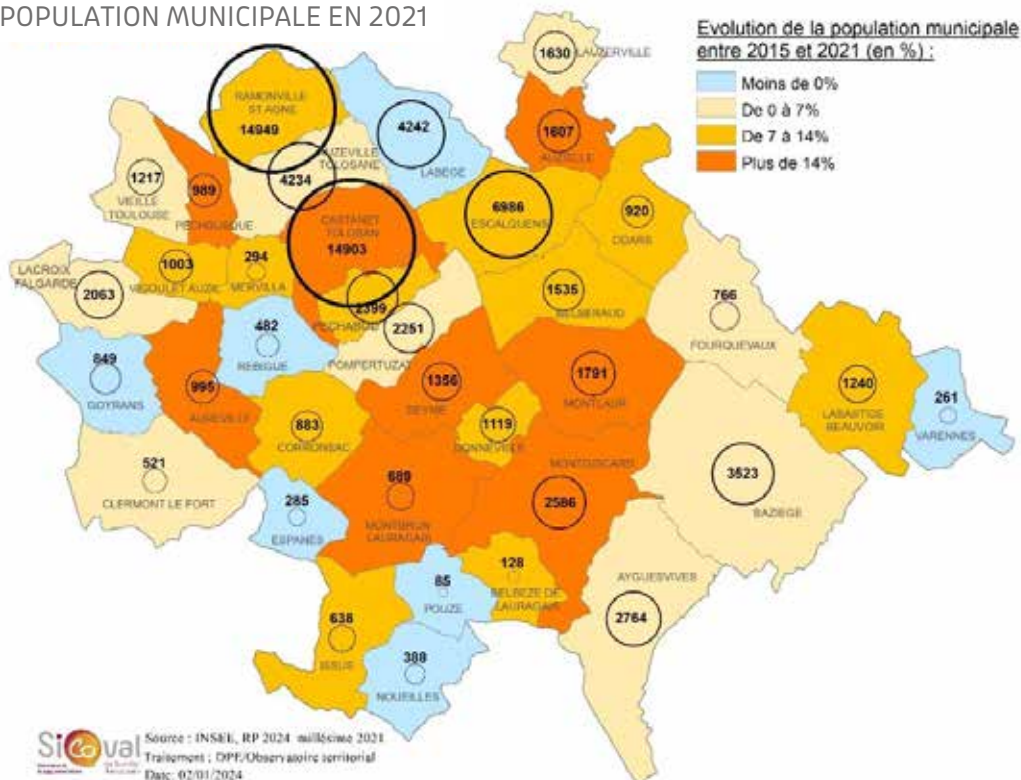 POPULATION MUNICIPALE EN 2021
Evolution de la population municipale
entre 2015 et 2021 (en %) :
Moins de 0%
De 0 à 7%
De 7 à 14%
Plus de 14%
1630
LAUZERVILLE
RAMONVILLE
ST AGNE
14949
4242
LABEGE
1607
AUZIELLE
AUZEVILLE
TOLOSANE
4234
1217
VIEILLE
TOULOUSE
989
PECHBUSQUE
CASTANET
TOLOSAN
14903
6986
ESCALQUENS
920
ODARS
LACROIX
FALGARDE
2063
1003
VIGOULET AUZIL
294
MERVILLA
2399
PECHABOU
2251
POMPERTUZAT
1535
BELBERAUD
766
FOURQUEVAUX
482
REBIGUE
849
GOYRANS
995
AUREVILLE
1356
DEYME
1791
MONTLAUR
1240
LABASTIDE
BEAUVOIR
261
VARENNES
883
CORRONSAC
1119
DONNEVILLE
521
CLERMONT LE FORT
689
MONTBRUN
LAURAGAIS
MONTGISCARD
2586
3523
BAZIEGE
285
ESPANES
128
BELBEZE DE
LAURAGAIS
AYGUESVIVES
2764
85
POUZE
638
ISSUS
388
NOUEILLES
Sicoval
Source : INSEE, RP 2024 millésime 2021
Traitement : DPF/Observatoire territorial
Date: 02/01/2024